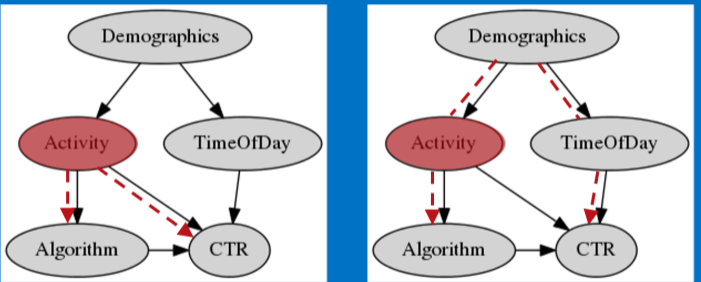 Demographics
Activity
TimeOfDay
Algorithm
CTR
Demographics
Activity
TimeOfDay
Algorithm
CTR